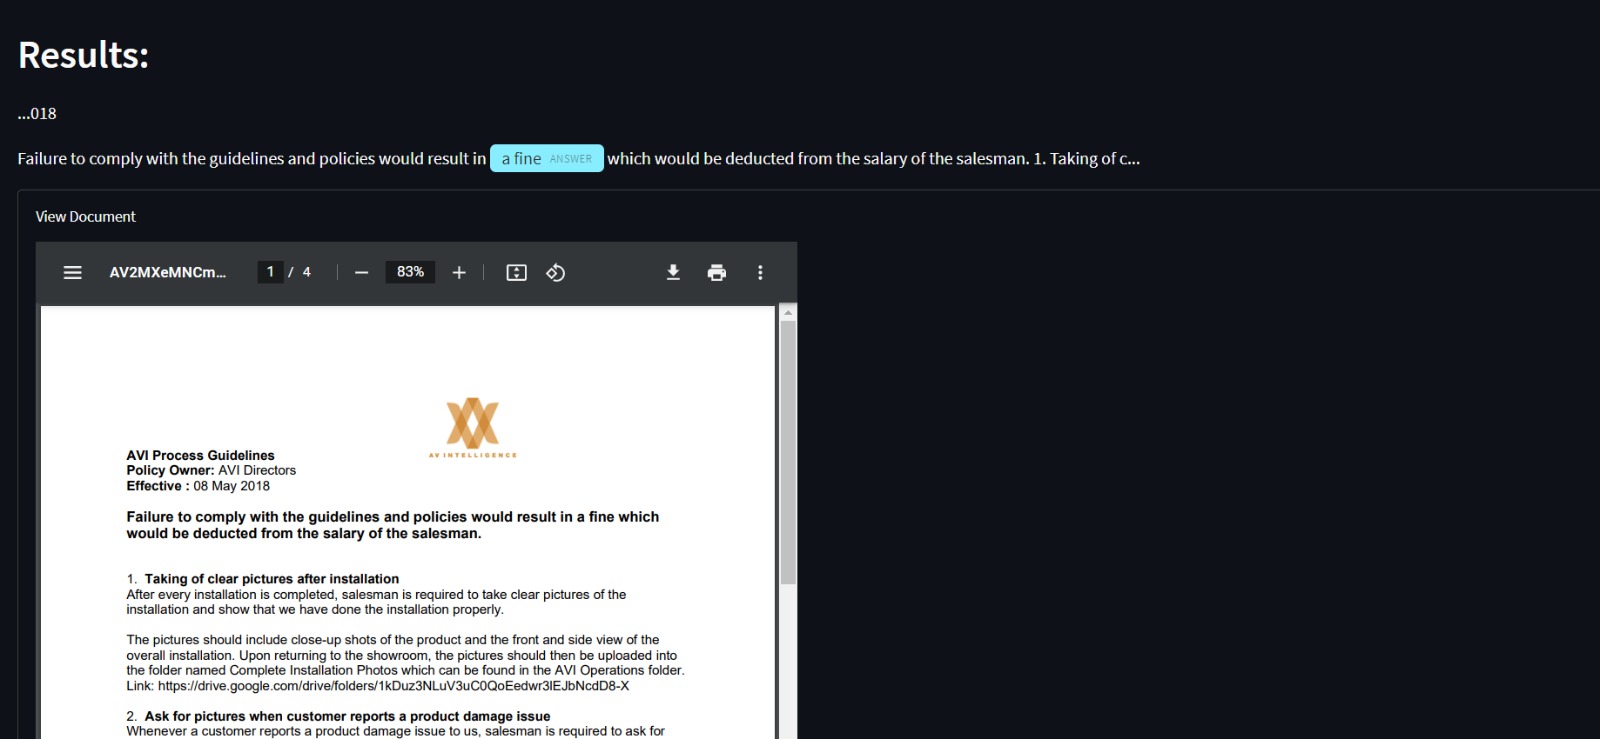 Results:
...018
Failure to comply with the guidelines and policies would result in a fine ANSWER which would be deducted from the salary of the salesman. 1. Taking of c...
View Document
AV2MXeMNCm... 1 / 4 83%
AV INTELLIGENCE
AVI Process Guidelines
Policy Owner: AVI Directors
Effective : 08 May 2018
Failure to comply with the guidelines and policies would result in a fine which
would be deducted from the salary of the salesman.
1. Taking of clear pictures after installation
After every installation is completed, salesman is required to take clear pictures of the
installation and show that we have done the installation properly.
The pictures should include close-up shots of the product and the front and side view of the
overall installation. Upon returning to the showroom, the pictures should then be uploaded into
the folder named Complete Installation Photos which can be found in the AVI Operations folder.
Link: https://drive.google.com/drive/folders/1kDuz3NLuV3uC0QoEedwr3IEJbNcdD8-X
2. Ask for pictures when customer reports a product damage issue
Whenever a customer reports a product damage issue to us, salesman is required to ask for